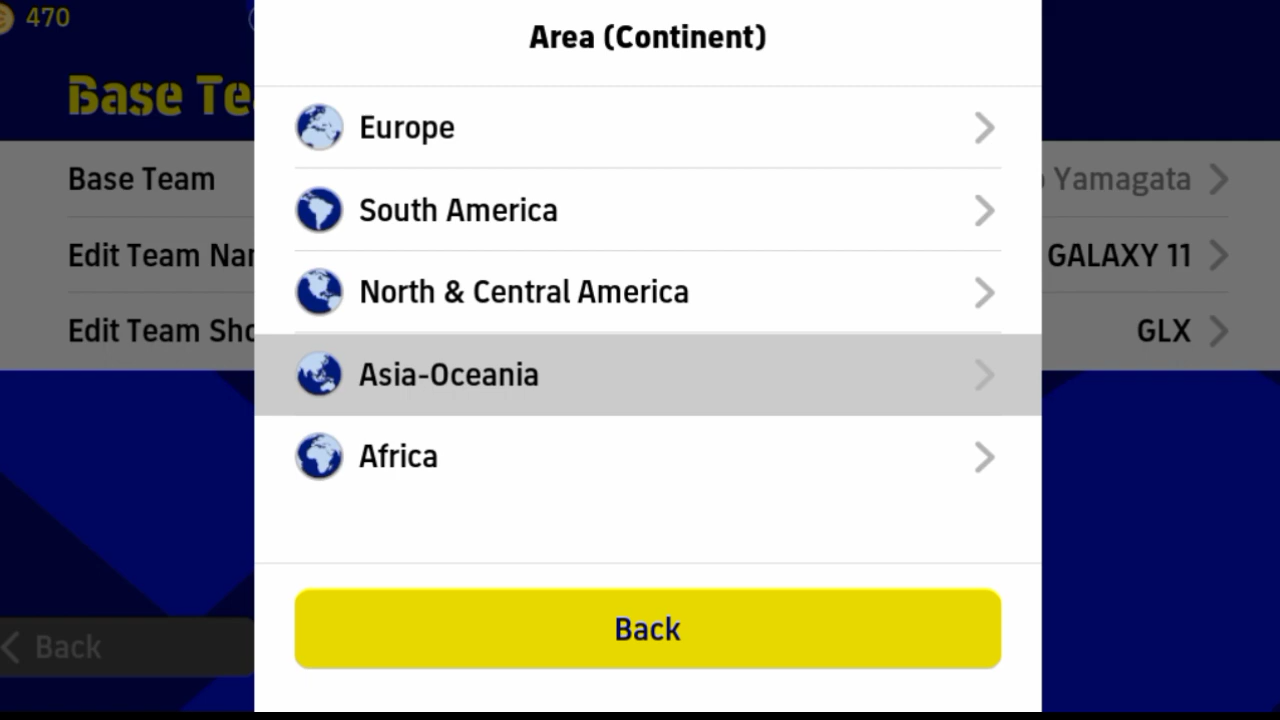 470
Area (Continent)
Base Te
Europe
Base Team
Yamagata
South America
Edit Team Nar
GALAXY 11
North & Central America
Edit Team Sho
GLX
Asia-Oceania
Africa
Back
Back